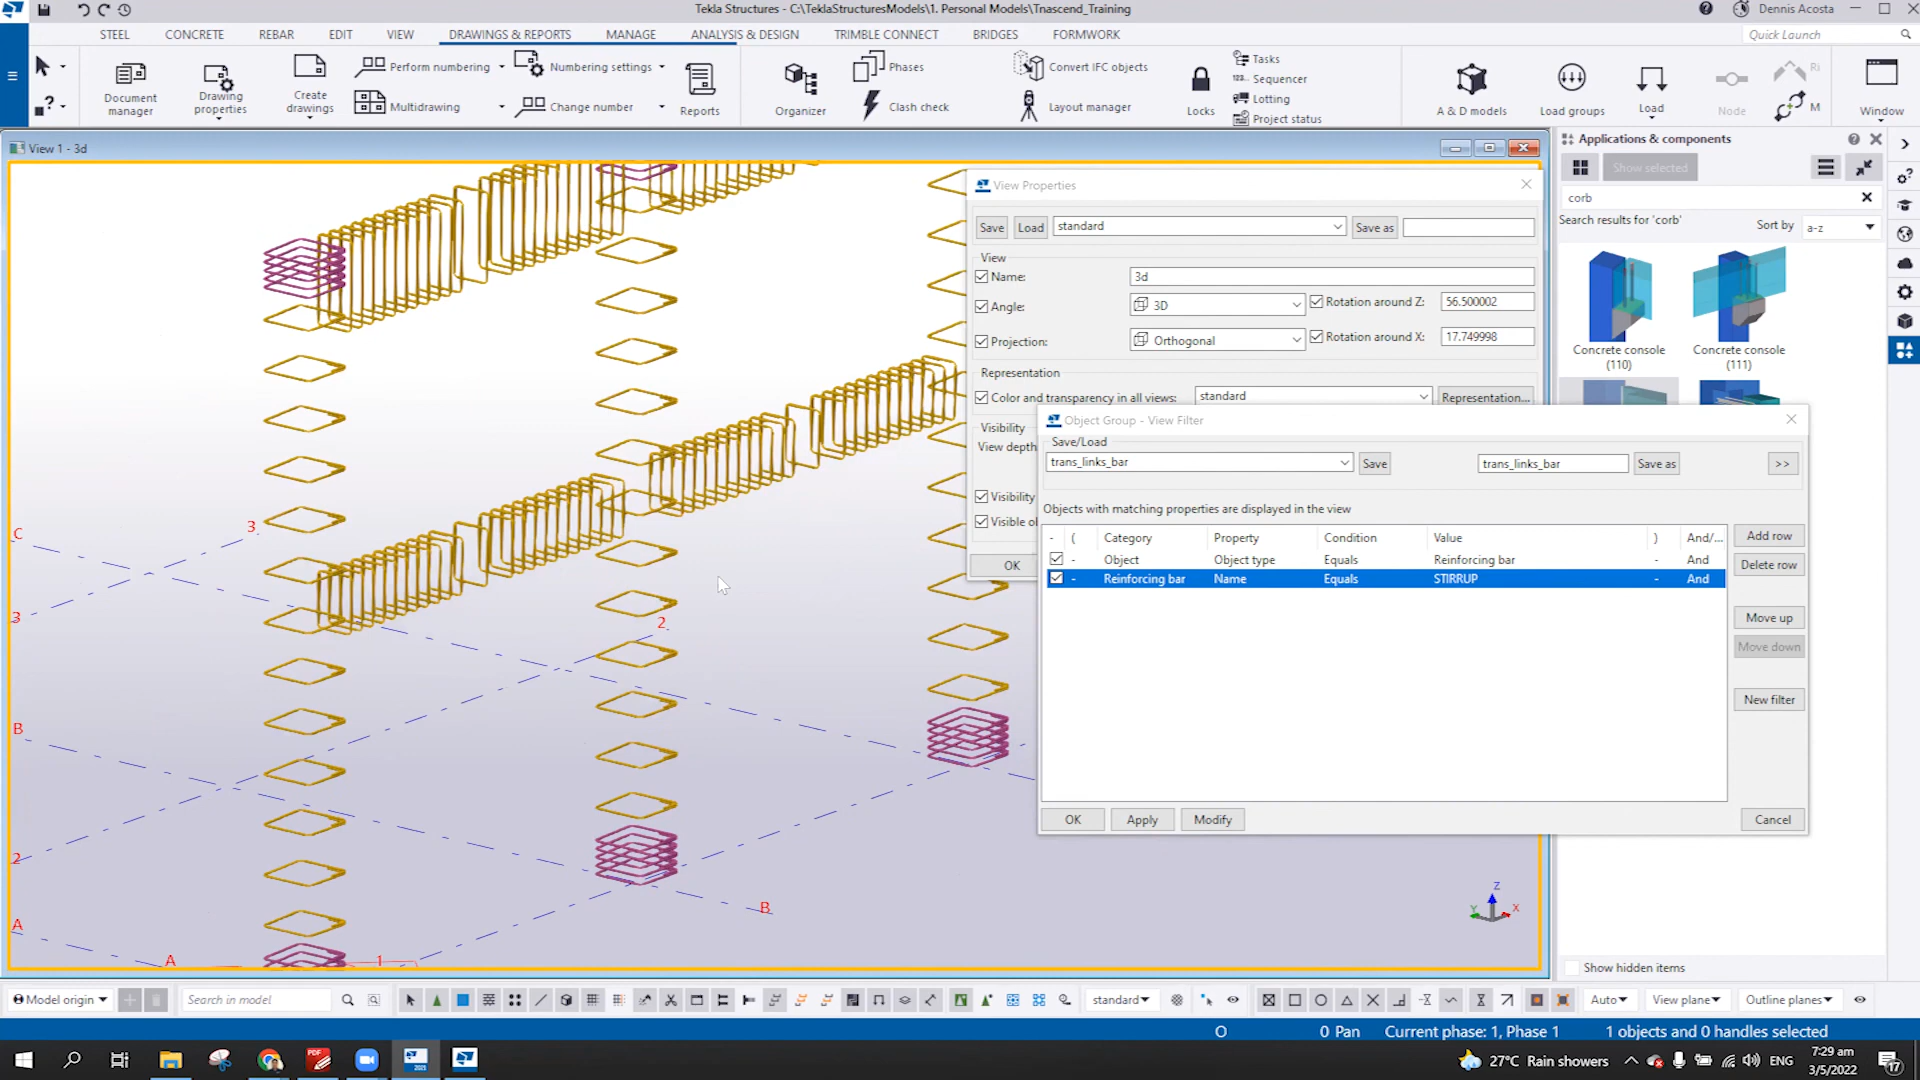 Tekla Structures - C:\TeklaStructuresModels\1. Personal Models\Tnascend_Training
Dennis Acosta
STEEL CONCRETE REBAR EDIT VIEW DRAWINGS & REPORTS MANAGE ANALYSIS & DESIGN TRIMBLE CONNECT BRIDGES FORMWORK
Quick Launch
Document manager
Drawing properties
Create drawings
Perform numbering
Multidrawing
Numbering settings
Change number
Reports
Organizer
Phases
Clash check
Convert IFC objects
Layout manager
Locks
Tasks
Sequencer
Lotting
Project status
A & D models
Load groups
Load
Node
Ri
M
Window
View 1 - 3d
C
3
3
2
B
2
B
A
A
1
Z
Y
X
View Properties
Save Load standard Save as
View
Name: 3d
Angle: 3D Rotation around Z: 56.500002
Projection: Orthogonal Rotation around X: 17.749998
Representation
Color and transparency in all views: standard Representation...
Visibility
View depth
Visibility
Visible o
OK
Object Group - View Filter
Save/Load
trans_links_bar Save trans_links_bar Save as >>
Objects with matching properties are displayed in the view
- ( Category Property Condition Value ) And/...
- Object Object type Equals Reinforcing bar - And
- Reinforcing bar Name Equals STIRRUP - And
Add row
Delete row
Move up
Move down
New filter
OK Apply Modify Cancel
Applications & components
Show selected
corb
Search results for 'corb' Sort by a-z
Concrete console (110)
Concrete console (111)
Show hidden items
Model origin Search in model standard Auto View plane Outline planes
O 0 Pan Current phase: 1, Phase 1 1 objects and 0 handles selected
27°C Rain showers ENG 7:29 am
3/5/2022
17